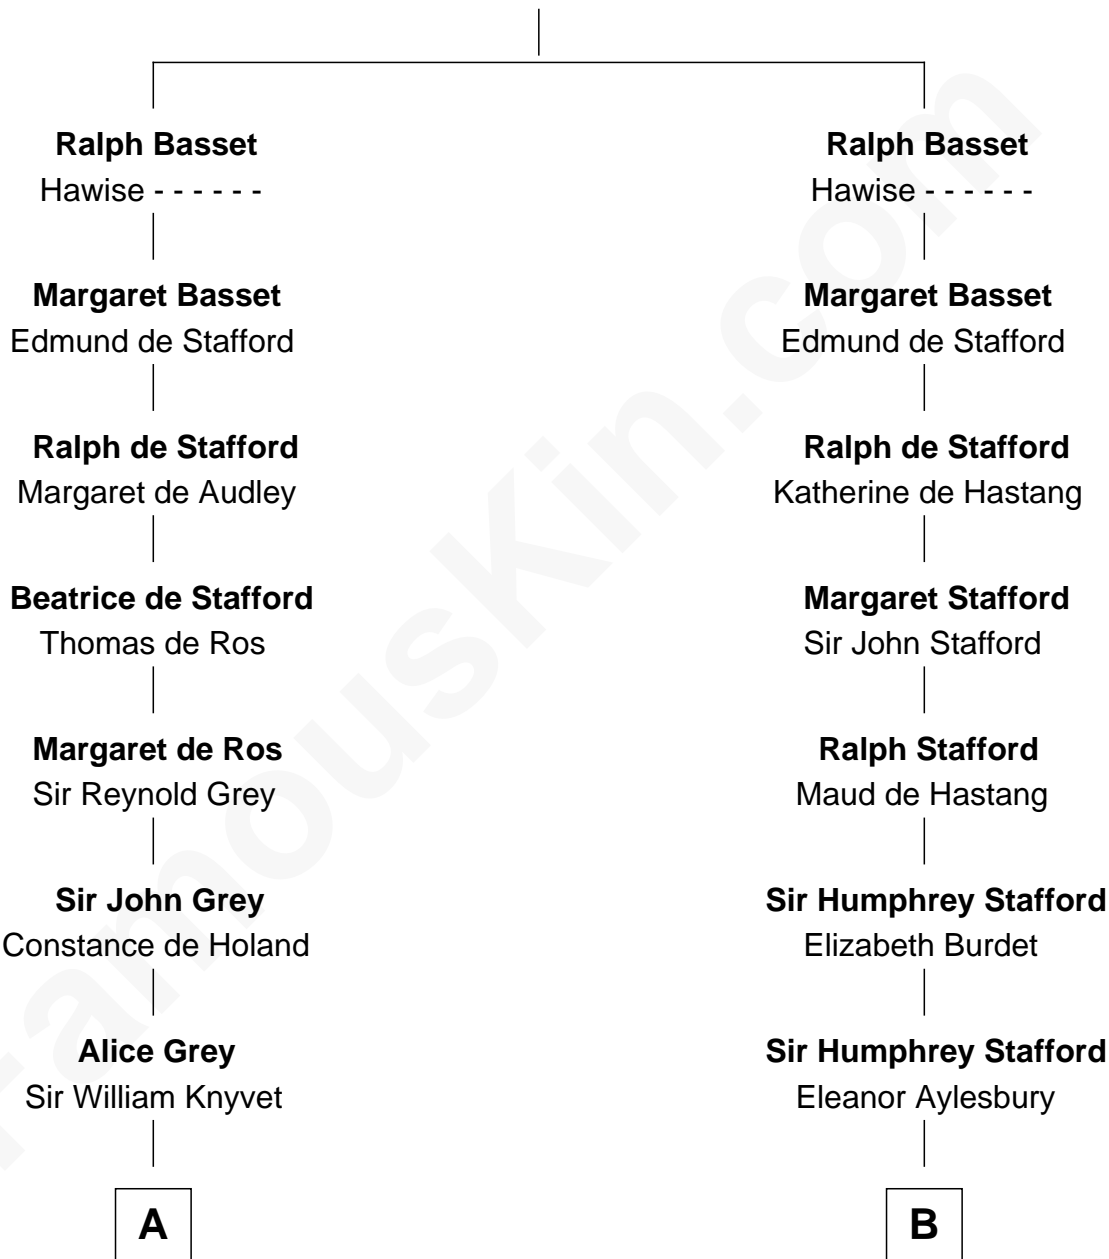 Ralph Basset
Hawise - - - - - -
Margaret Basset
Edmund de Stafford
Ralph de Stafford
Margaret de Audley
Beatrice de Stafford
Thomas de Ros
Margaret de Ros
Sir Reynold Grey
Sir John Grey
Constance de Holand
Alice Grey
Sir William Knyvet
A
Ralph Basset
Hawise - - - - - -
Margaret Basset
Edmund de Stafford
Ralph de Stafford
Katherine de Hastang
Margaret Stafford
Sir John Stafford
Ralph Stafford
Maud de Hastang
Sir Humphrey Stafford
Elizabeth Burdet
Sir Humphrey Stafford
Eleanor Aylesbury
B
FamousKin.com